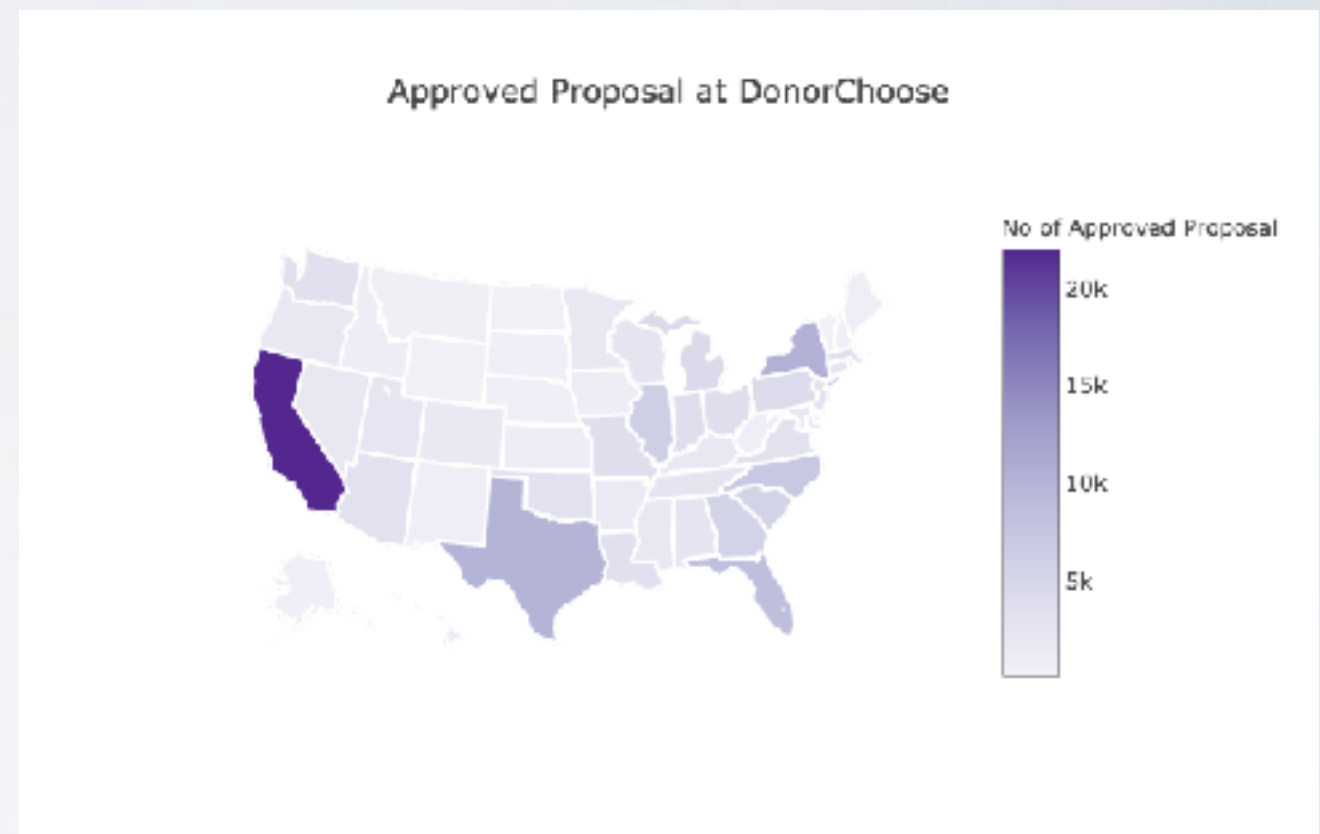 Approved Proposal at DonorChoose
No of Approved Proposal
20k
15k
10k
5k